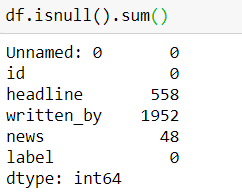 df.isnull().sum()
Unnamed: 0 0
id 0
headline 558
written_by 1952
news 48
label 0
dtype: int64